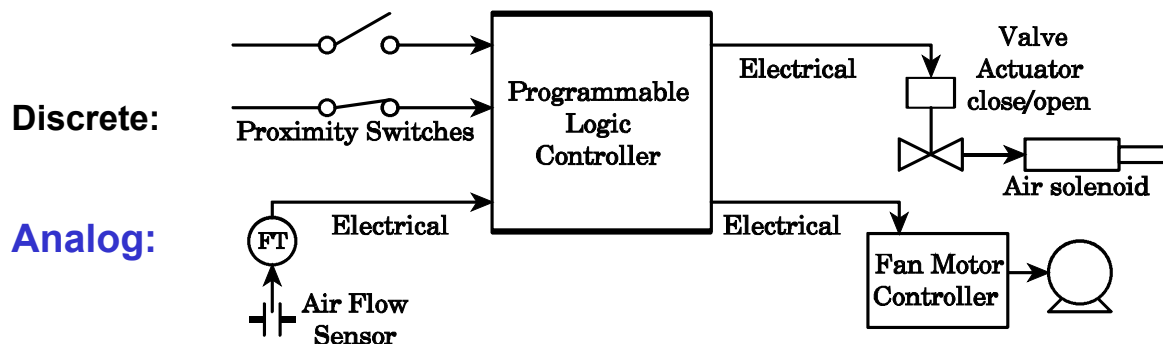 Discrete:
Proximity Switches
Programmable
Logic
Controller
Electrical
Valve
Actuator
close/open
Air solenoid
Analog:
Electrical
FT
Air Flow
Sensor
Electrical
Fan Motor
Controller